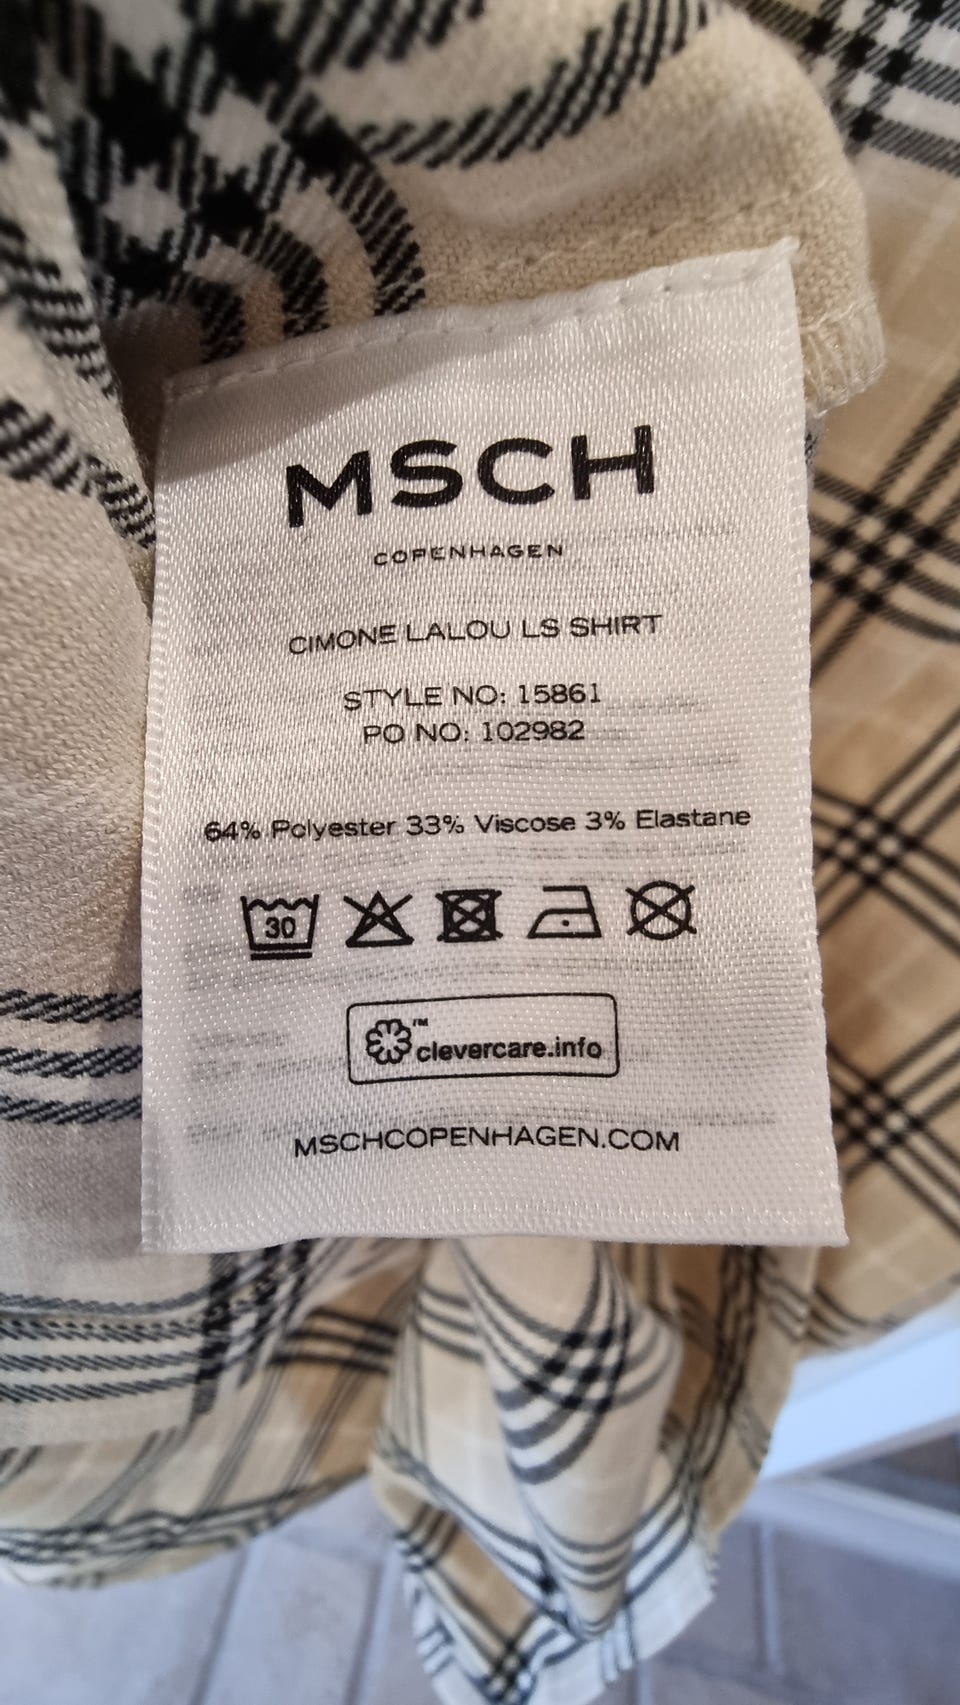 MSCH
COPENHAGEN
CIMONE LALOU LS SHIRT
STYLE NO: 15861
PO NO: 102982
64% Polyester 33% Viscose 3% Elastane
30
™ clevercare.info
MSCHCOPENHAGEN.COM